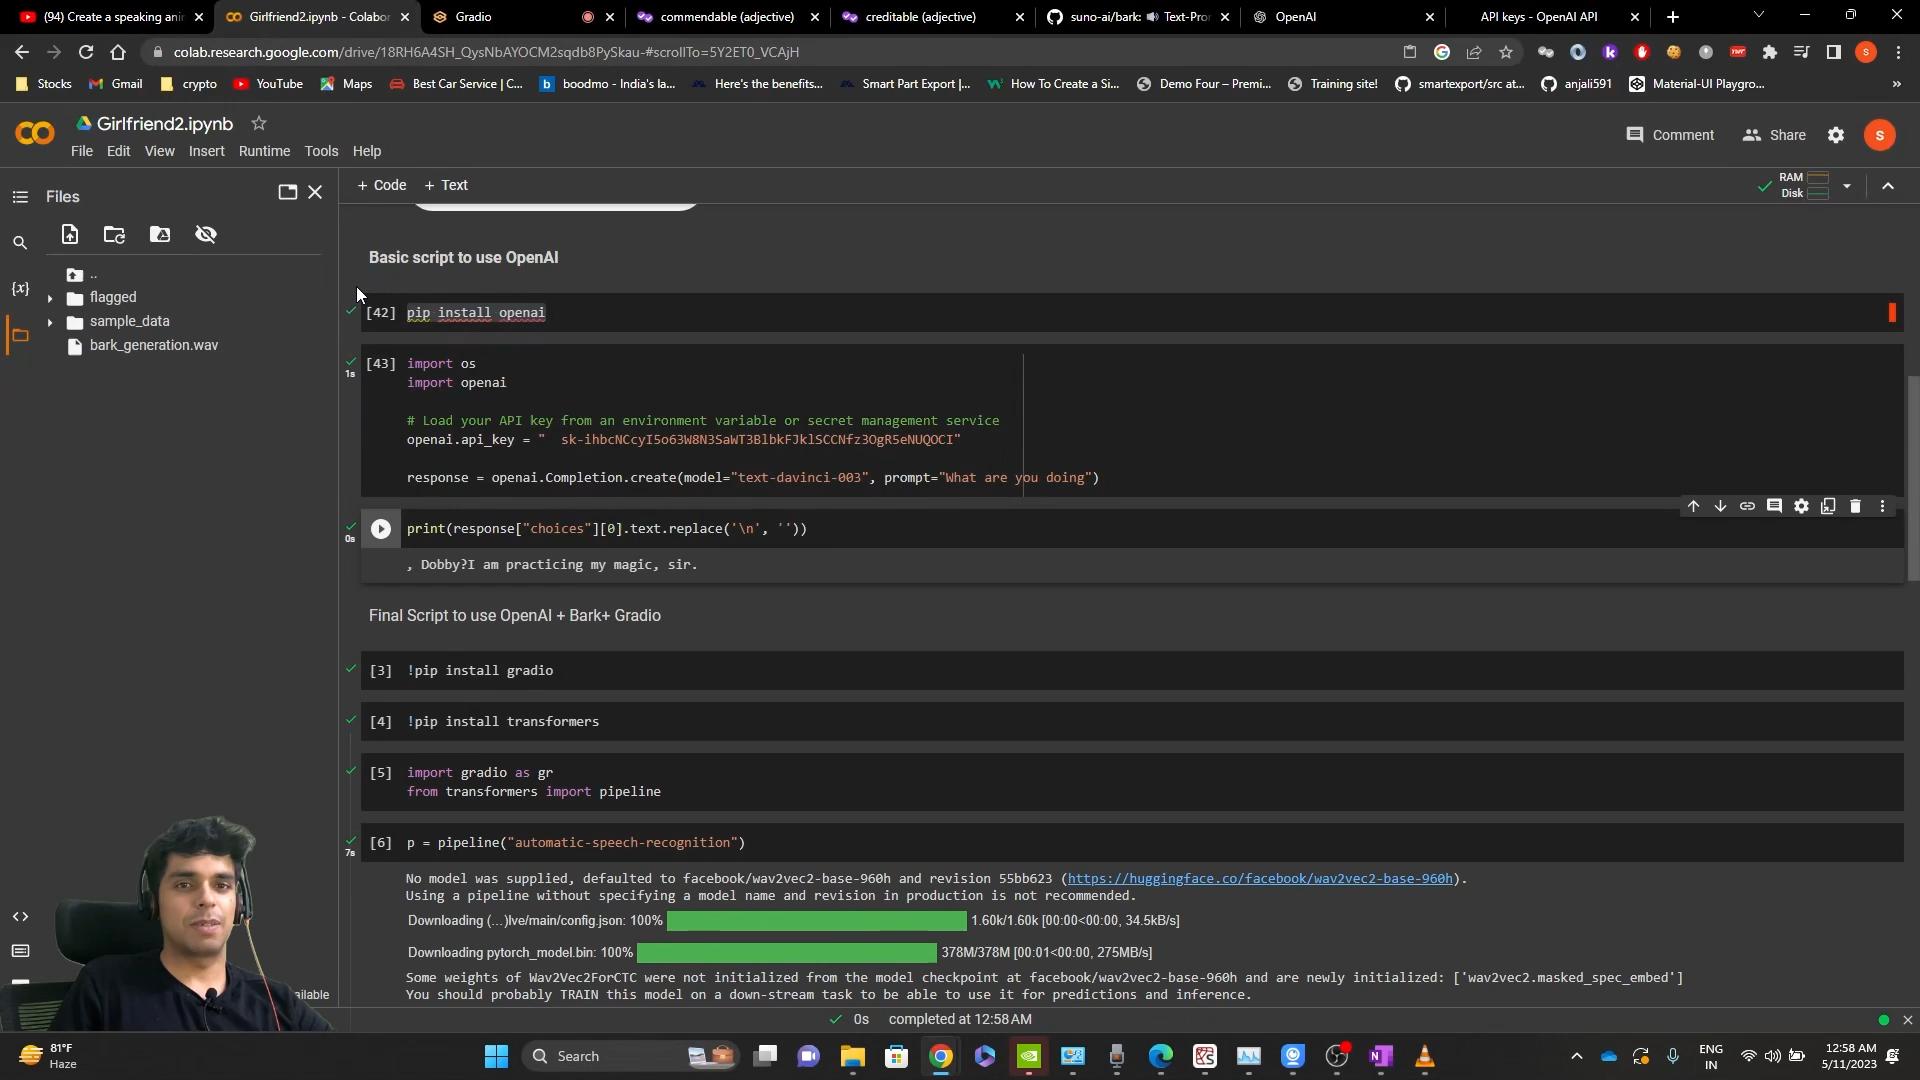 (94) Create a speaking ani
Girlfriend2.ipynb - Colabor
Gradio
commendable (adjective)
creditable (adjective)
suno-ai/bark: Text-Pro
OpenAI
API keys - OpenAI API
colab.research.google.com/drive/18RH6A4SH_QysNbAYOCM2sqdb8PySkau-#scrollTo=5Y2ET0_VCAjH
Stocks
Gmail
crypto
YouTube
Maps
Best Car Service | C...
boodmo - India's la...
Here's the benefits...
Smart Part Export |...
How To Create a Si...
Demo Four – Premi...
Training site!
smartexport/src at...
anjali591
Material-UI Playgro...
»
Girlfriend2.ipynb
File Edit View Insert Runtime Tools Help
Comment
Share
S
Files
+ Code + Text
RAM
Disk
..
flagged
sample_data
bark_generation.wav
Basic script to use OpenAI
[42] pip install openai
[43] import os
import openai
# Load your API key from an environment variable or secret management service
openai.api_key = "  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"
response = openai.Completion.create(model="text-davinci-003", prompt="What are you doing")
1s
print(response["choices"][0].text.replace('\n', ''))
0s
, Dobby?I am practicing my magic, sir.
Final Script to use OpenAI + Bark+ Gradio
[3] !pip install gradio
[4] !pip install transformers
[5] import gradio as gr
from transformers import pipeline
[6] p = pipeline("automatic-speech-recognition")
7s
No model was supplied, defaulted to facebook/wav2vec2-base-960h and revision 55bb623 (https://huggingface.co/facebook/wav2vec2-base-960h).
Using a pipeline without specifying a model name and revision in production is not recommended.
Downloading (…)lve/main/config.json: 100% 1.60k/1.60k [00:00<00:00, 34.5kB/s]
Downloading pytorch_model.bin: 100% 378M/378M [00:01<00:00, 275MB/s]
Some weights of Wav2Vec2ForCTC were not initialized from the model checkpoint at facebook/wav2vec2-base-960h and are newly initialized: ['wav2vec2.masked_spec_embed']
You should probably TRAIN this model on a down-stream task to be able to use it for predictions and inference.
ailable
0s completed at 12:58 AM
81°F
Haze
Search
ENG
IN
12:58 AM
5/11/2023